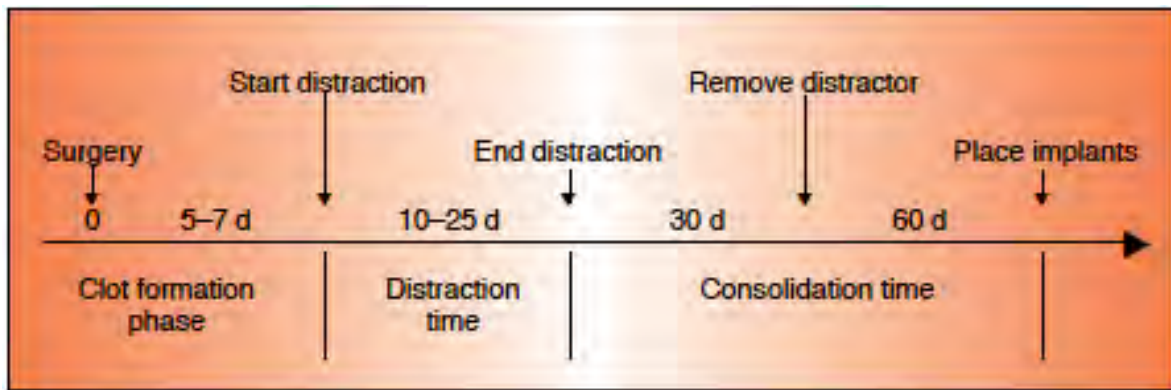 Start distraction
Remove distractor
Surgery
End distraction
Place implants
0 5–7 d 10–25 d 30 d 60 d
Clot formation
phase
Distraction
time
Consolidation time